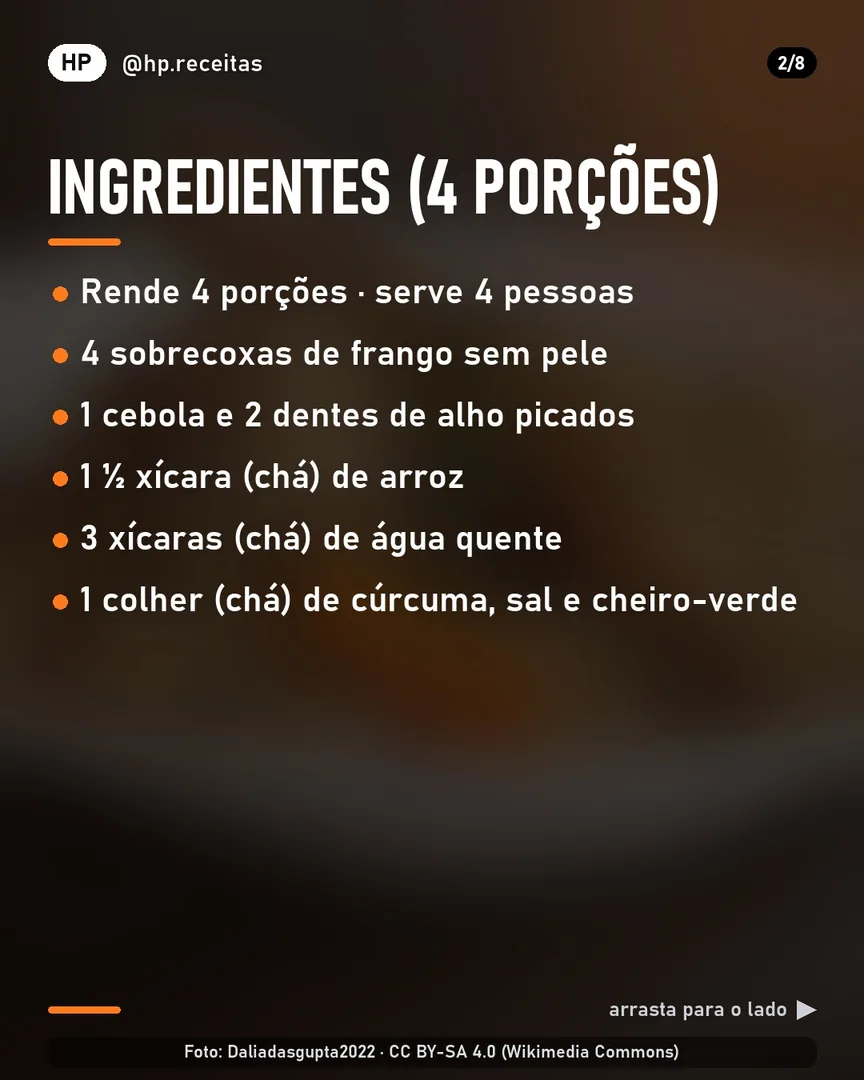 HP @hp.receitas 2/8
INGREDIENTES (4 PORÇÕES)
Rende 4 porções · serve 4 pessoas
4 sobrecoxas de frango sem pele
1 cebola e 2 dentes de alho picados
1 ½ xícara (chá) de arroz
3 xícaras (chá) de água quente
1 colher (chá) de cúrcuma, sal e cheiro-verde
arrasta para o lado ▶
Foto: Daliadasgupta2022 · CC BY-SA 4.0 (Wikimedia Commons)